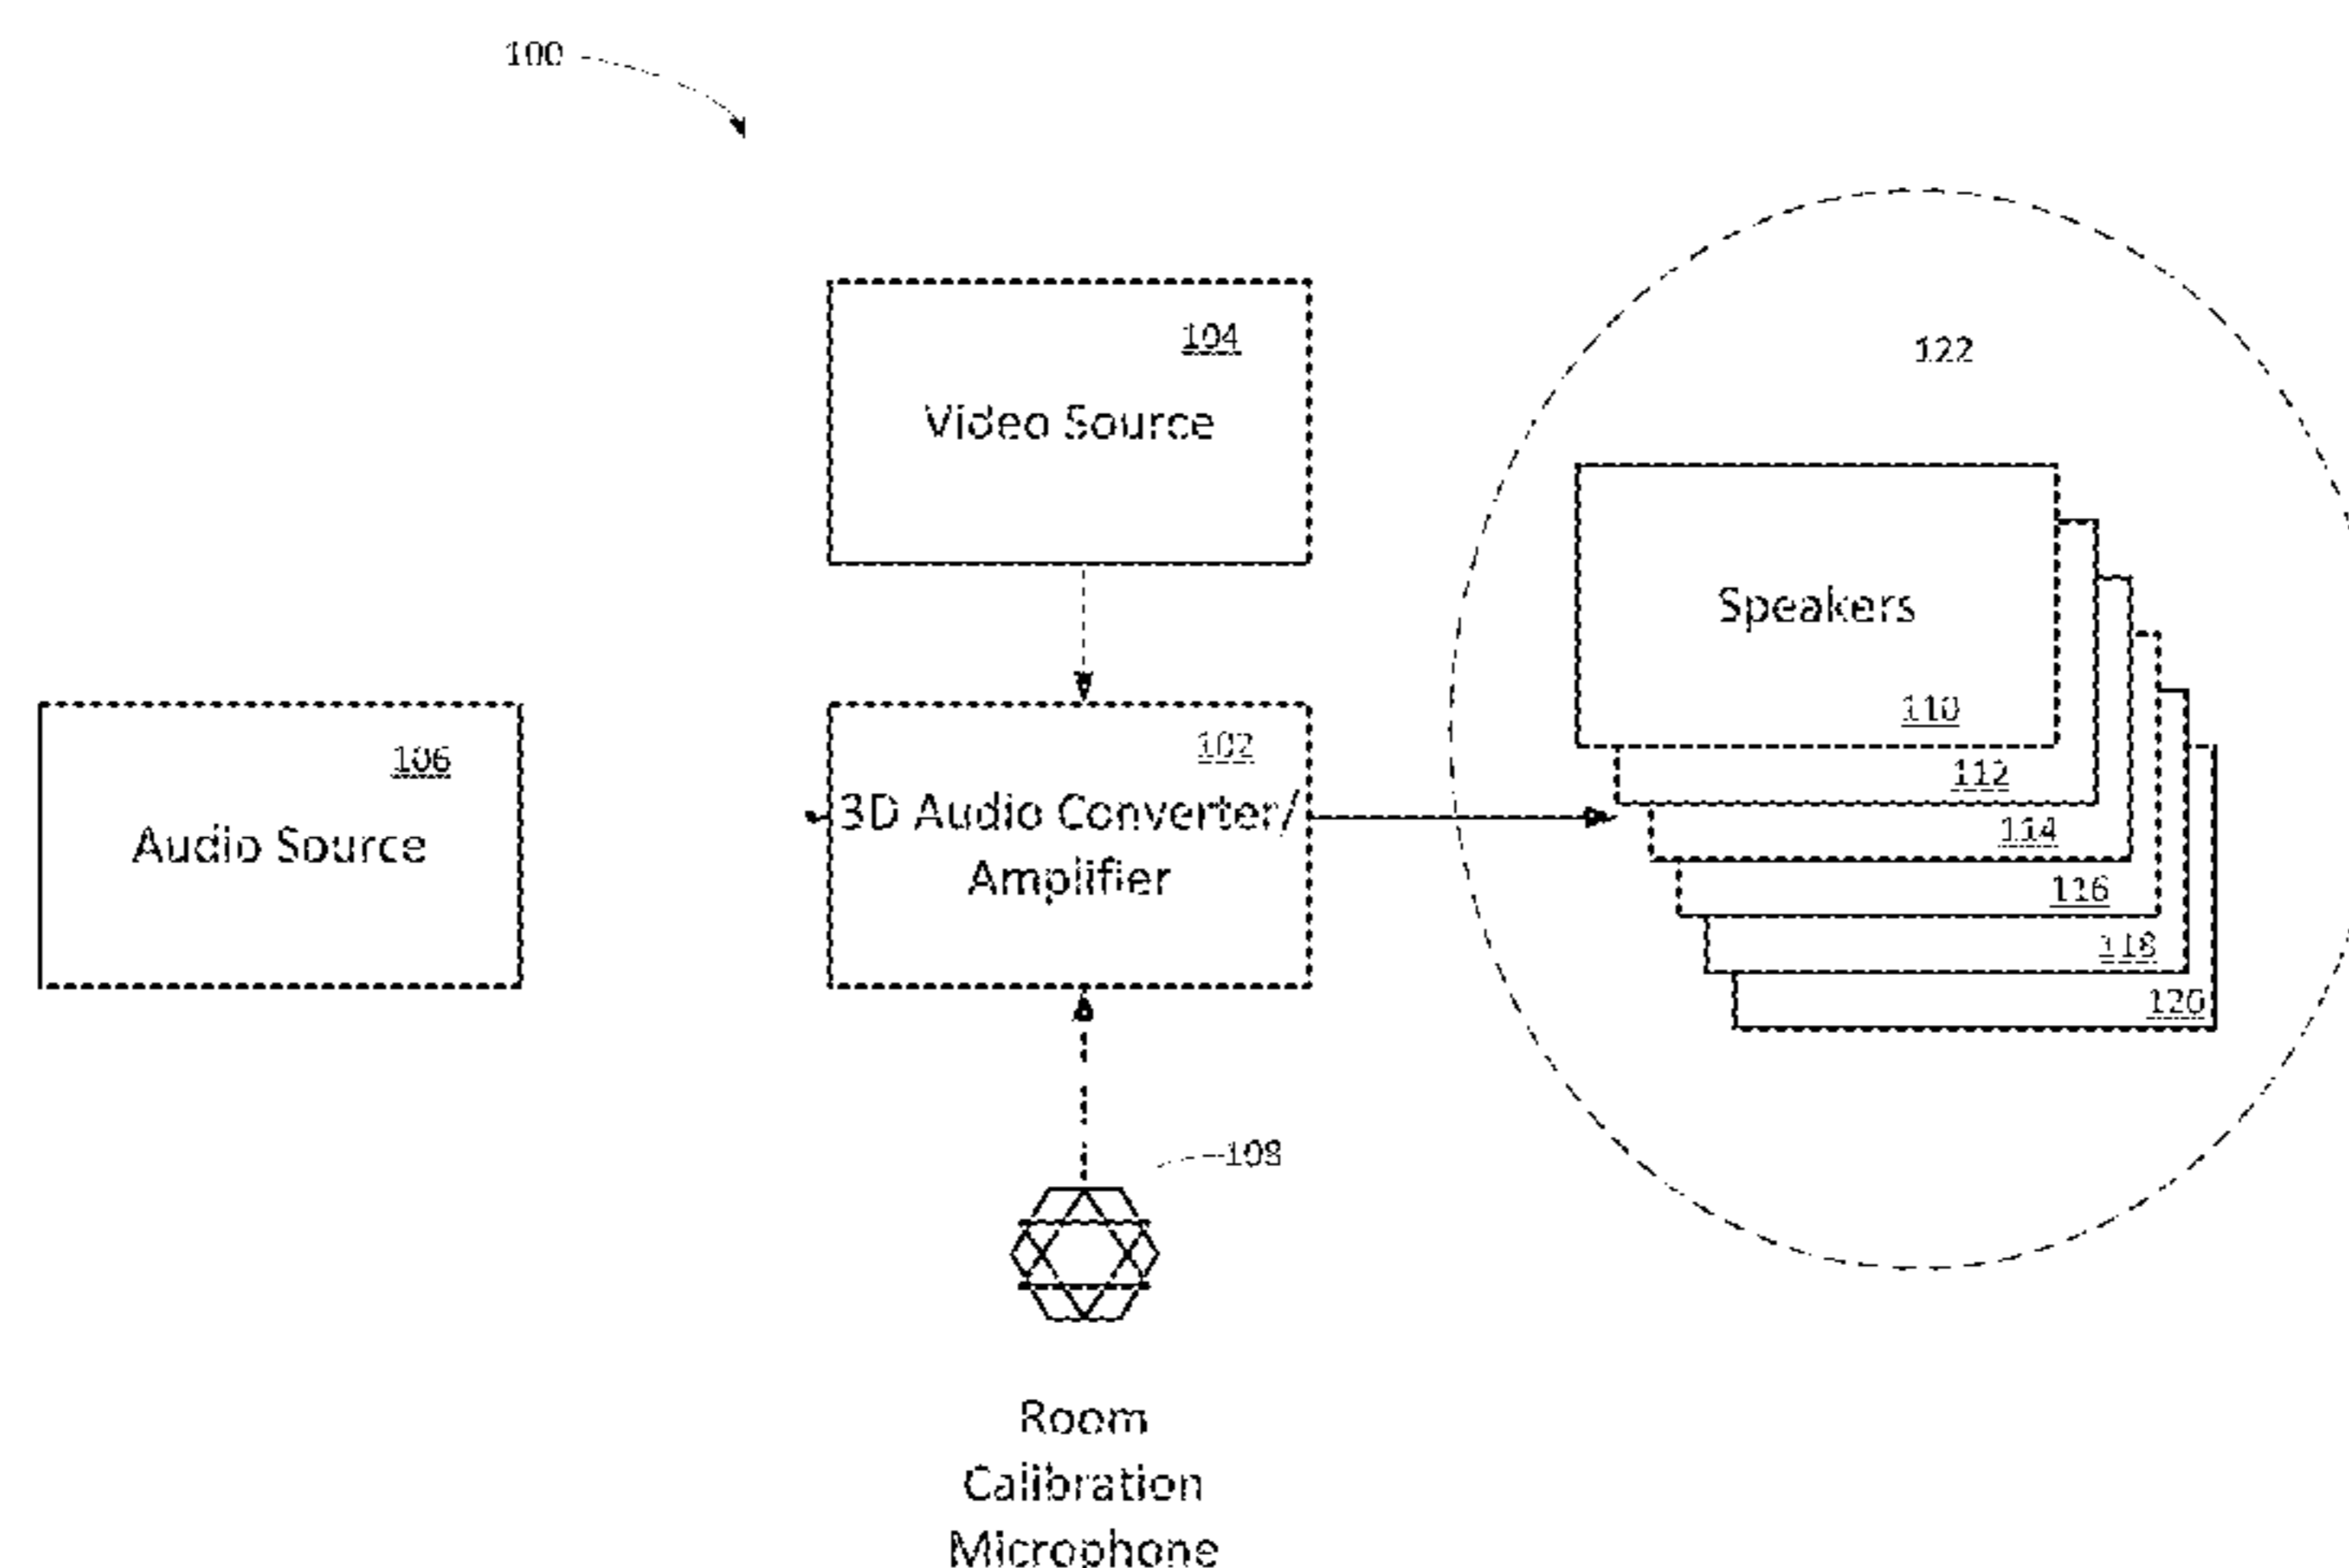 100
104
Video Source
122
Speakers
110
112
114
116
118
120
106
Audio Source
102
3D Audio Converter/
Amplifier
108
Room
Calibration
Microphone